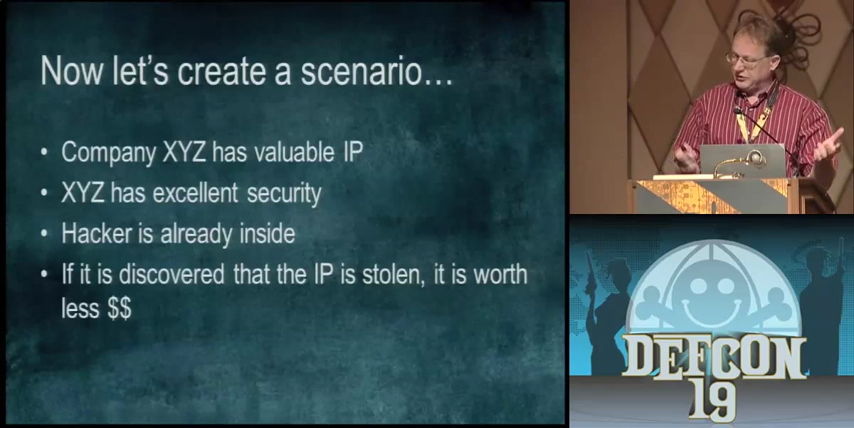 Now let's create a scenario...
• Company XYZ has valuable IP
• XYZ has excellent security
• Hacker is already inside
• If it is discovered that the IP is stolen, it is worth
less $$
DEFCON
19